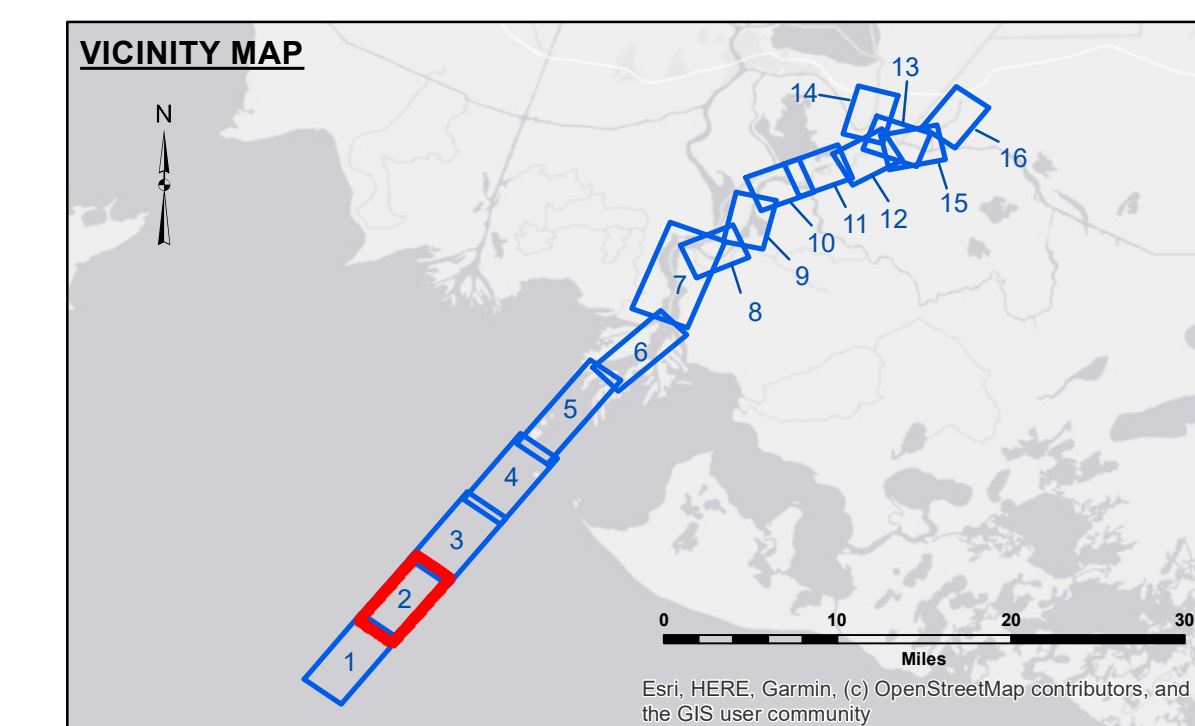 VICINITY MAP
N
13
14
16
15
12
11
10
9
8
7
6
5
4
3
2
1
0 10 20 30
Miles
Esri, HERE, Garmin, (c) OpenStreetMap contributors, and
the GIS user community